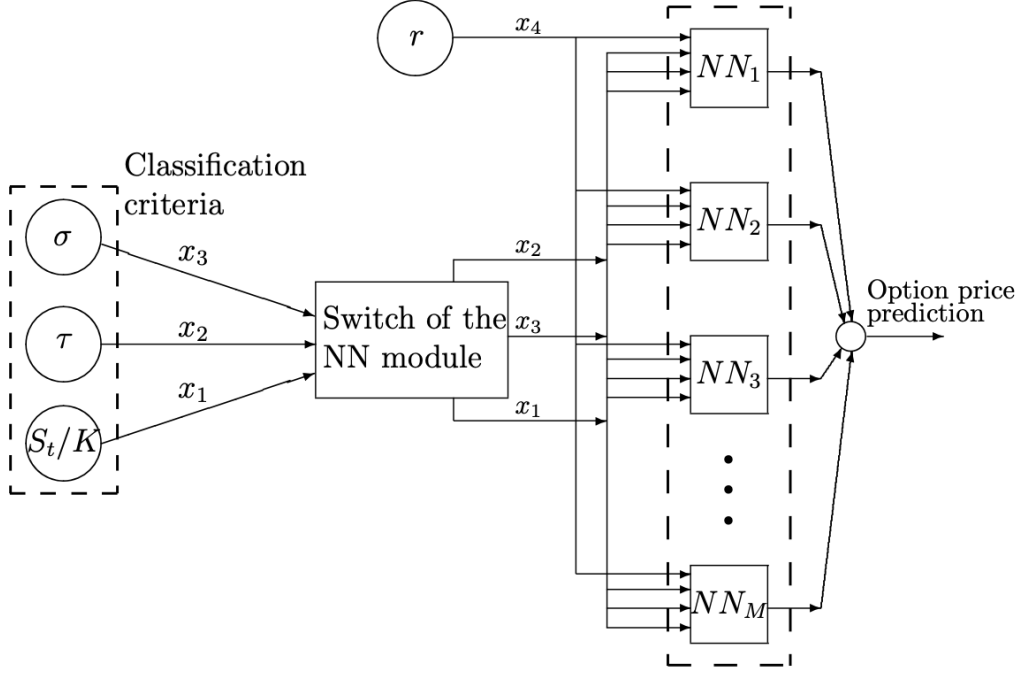 r
x₄
NN₁
Classification
criteria
σ
x₃
NN₂
x₂
Option price
prediction
Switch of the
NN module
τ
x₂
x₃
NN₃
x₁
x₁
Sₜ/K
NN_M